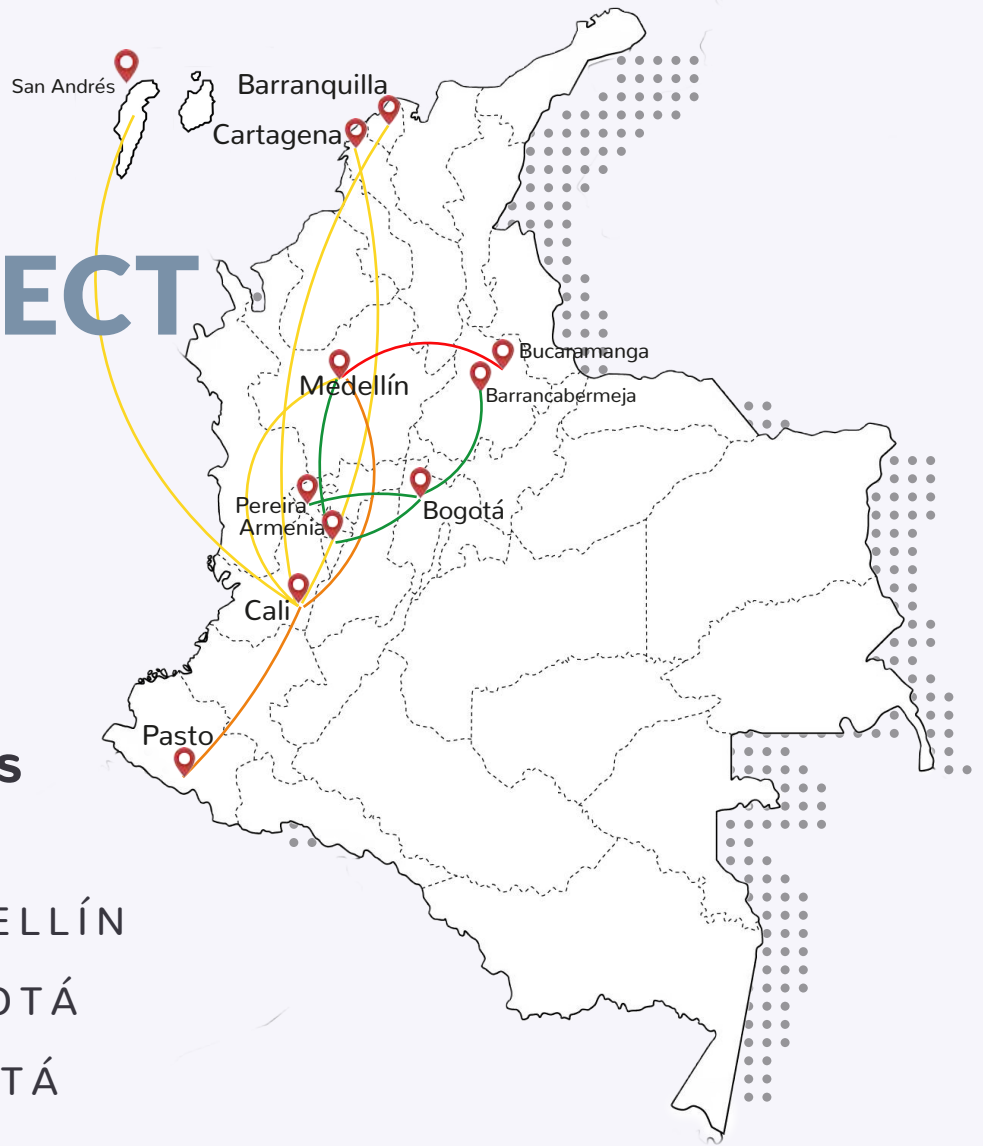 San Andrés
Barranquilla
Cartagena
ECT
Bucaramanga
Medellín
Barrancabermeja
Pereira
Bogotá
Armenia
Cali
Pasto
s
ELLÍN
OTÁ
TÁ